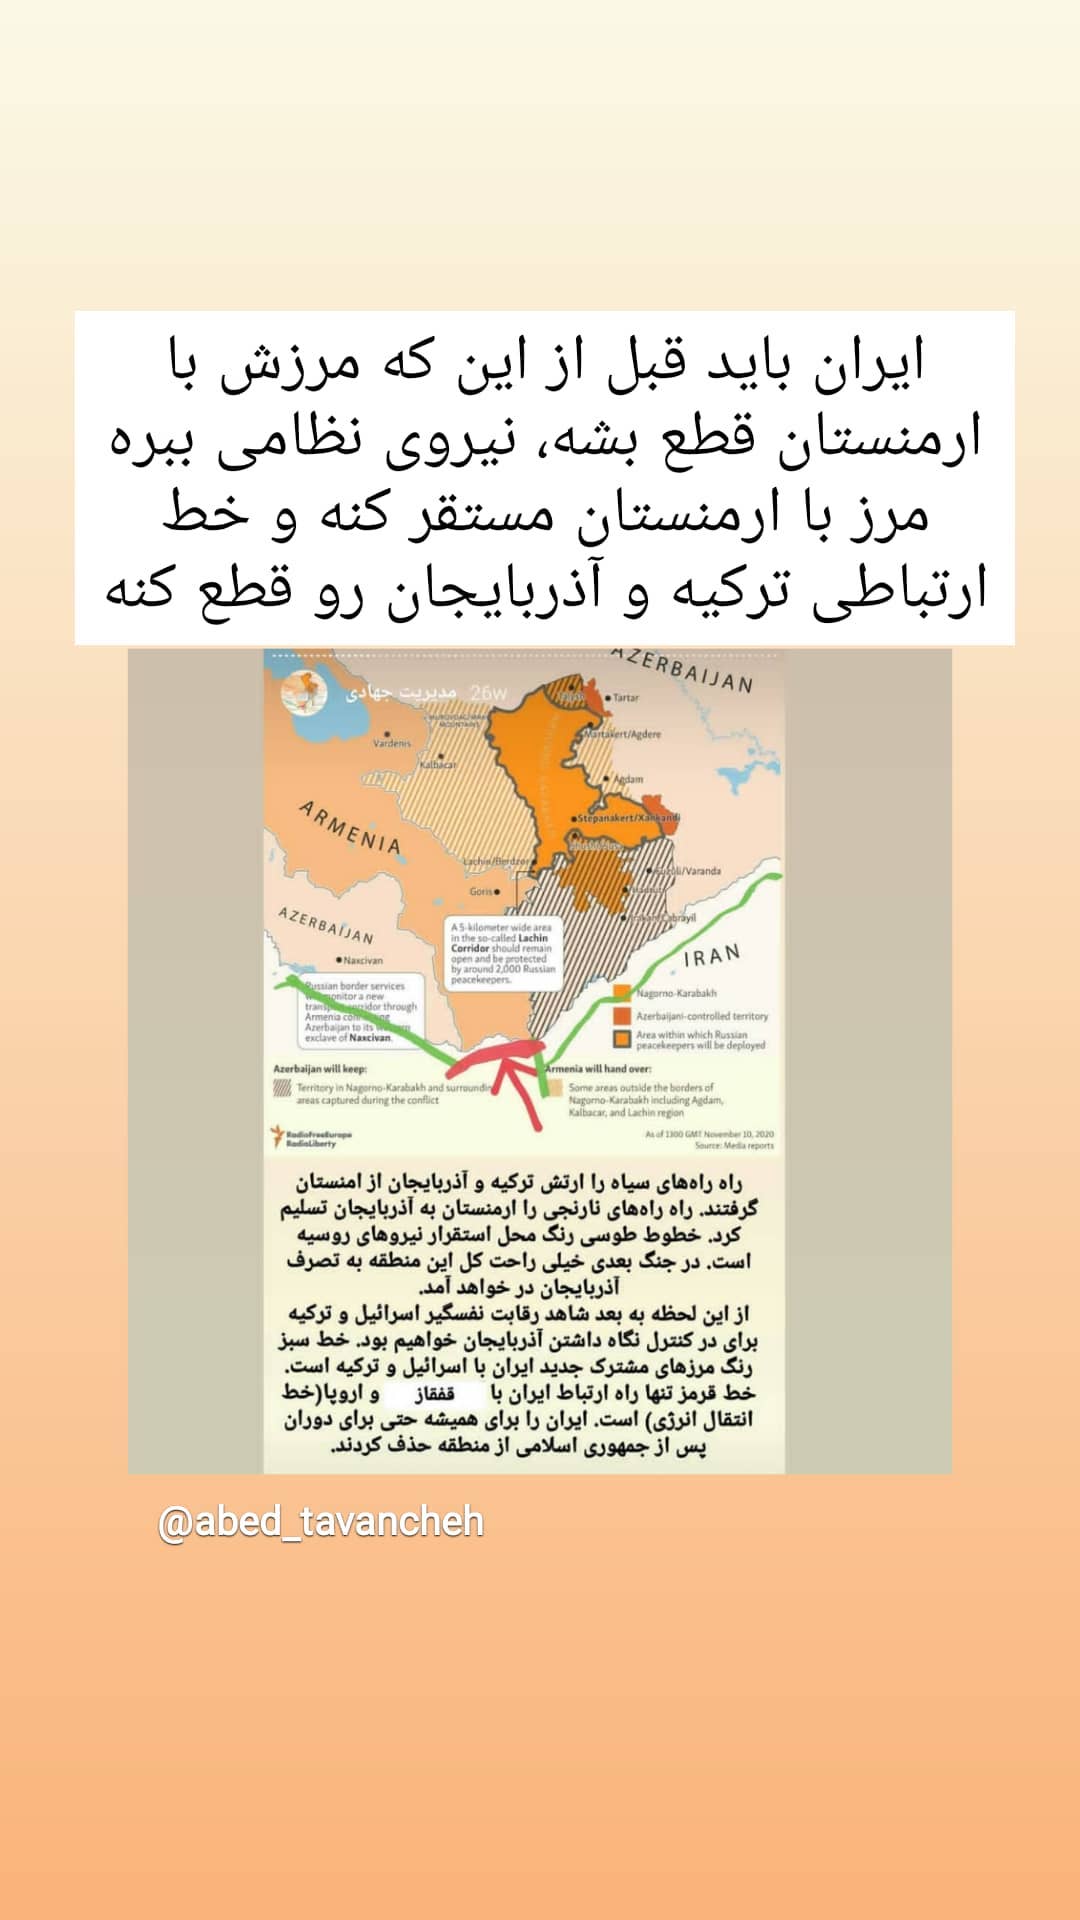 ایران باید قبل از این که مرزش با
ارمنستان قطع بشه، نیروی نظامی ببره
مرز با ارمنستان مستقر کنه و خط
ارتباطی ترکیه و آذربایجان رو قطع کنه
AZERBAIJAN
مدیریت جهادی 26w
Tartar
MOUNTAINS
Martakert/Agdere
Vardenis
Kalbacar
Agdam
ARMENIA
Stepanakert/Xankandi
Lachin/Berdzor
Fuzuli/Varanda
Goris
Hadrut
AZERBAIJAN
A 5-kilometer wide area
in the so-called Lachin
Corridor should remain
open and be protected
by around 2,000 Russian
peacekeepers.
IRAN
Naxcivan
Russian border services
monitor a new
corridor through
Armenia
Azerbaijan to its
exclave of Naxcivan.
Nagorno-Karabakh
Azerbaijani-controlled territory
Area within which Russian
peacekeepers will be deployed
Azerbaijan will keep:
Territory in Nagorno-Karabakh and surrounding
areas captured during the conflict
Armenia will hand over:
Some areas outside the borders of
Nagorno-Karabakh including Agdam,
Kalbacar, and Lachin region
RadioFreeEurope
RadioLiberty
As of 1300 GMT November 10, 2020
Source: Media reports
راه راه‌های سیاه را ارتش ترکیه و آذربایجان از امنستان
گرفتند. راه راه‌های نارنجی را ارمنستان به آذربایجان تسلیم
کرد. خطوط طوسی رنگ محل استقرار نیروهای روسیه
است. در جنگ بعدی خیلی راحت کل این منطقه به تصرف
آذربایجان در خواهد آمد.
از این لحظه به بعد شاهد رقابت نفسگیر اسرائیل و ترکیه
برای در کنترل نگاه داشتن آذربایجان خواهیم بود. خط سبز
رنگ مرزهای مشترک جدید ایران با اسرائیل و ترکیه است.
خط قرمز تنها راه ارتباط ایران با قفقاز و اروپا(خط
انتقال انرژی) است. ایران را برای همیشه حتی برای دوران
پس از جمهوری اسلامی از منطقه حذف کردند.
@abed_tavancheh